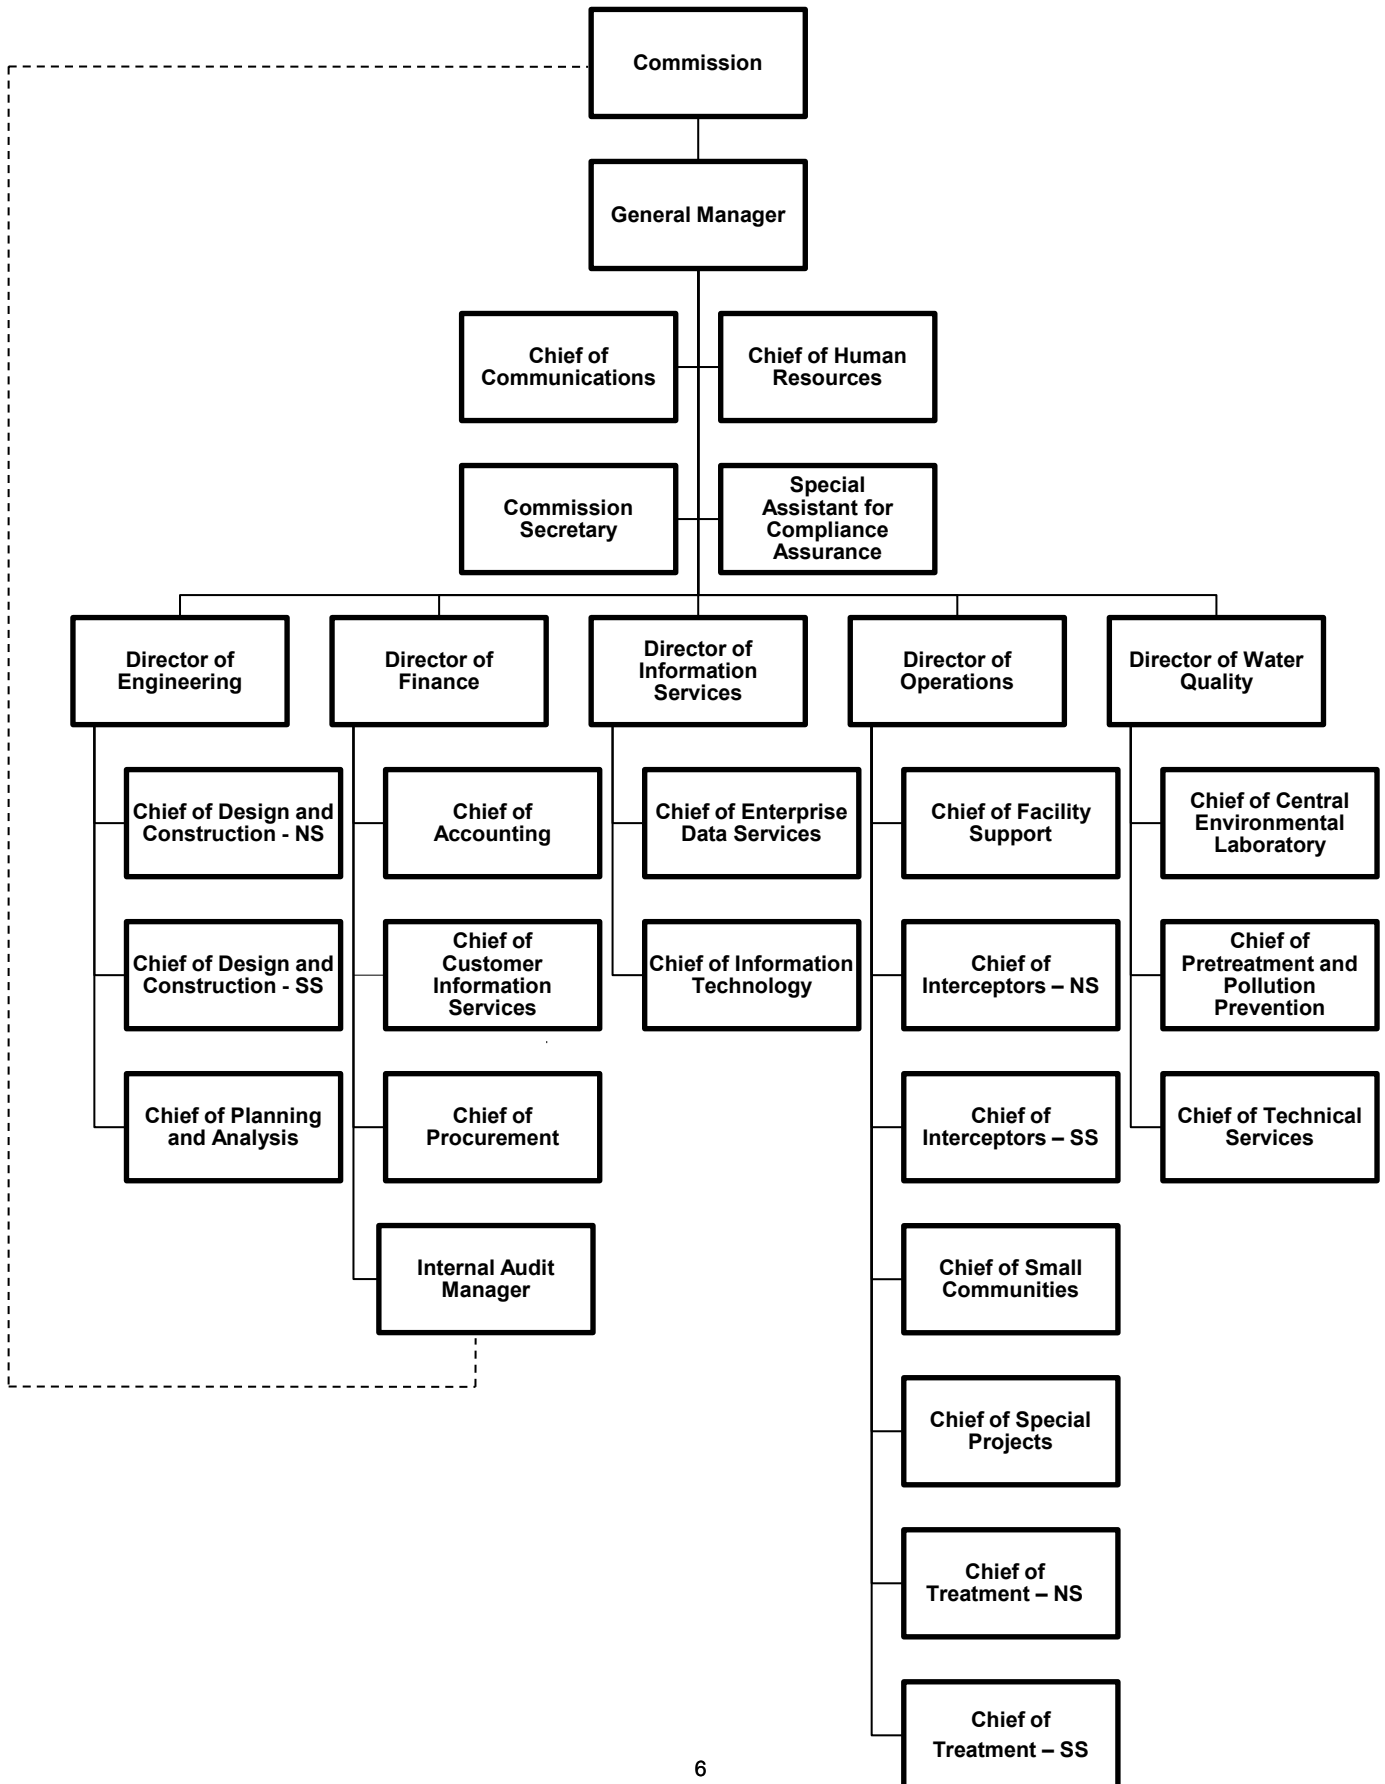 Commission
General Manager
Chief of
Communications
Chief of Human
Resources
Commission
Secretary
Special
Assistant for
Compliance
Assurance
Director of
Engineering
Director of
Finance
Director of
Information
Services
Director of
Operations
Director of Water
Quality
Chief of Design and
Construction - NS
Chief of
Accounting
Chief of Enterprise
Data Services
Chief of Facility
Support
Chief of Central
Environmental
Laboratory
Chief of Design and
Construction - SS
Chief of
Customer
Information
Services
Chief of Information
Technology
Chief of
Interceptors – NS
Chief of
Pretreatment and
Pollution
Prevention
Chief of Planning
and Analysis
Chief of
Procurement
Chief of
Interceptors – SS
Chief of Technical
Services
Internal Audit
Manager
Chief of Small
Communities
Chief of Special
Projects
Chief of
Treatment – NS
Chief of
Treatment – SS
6